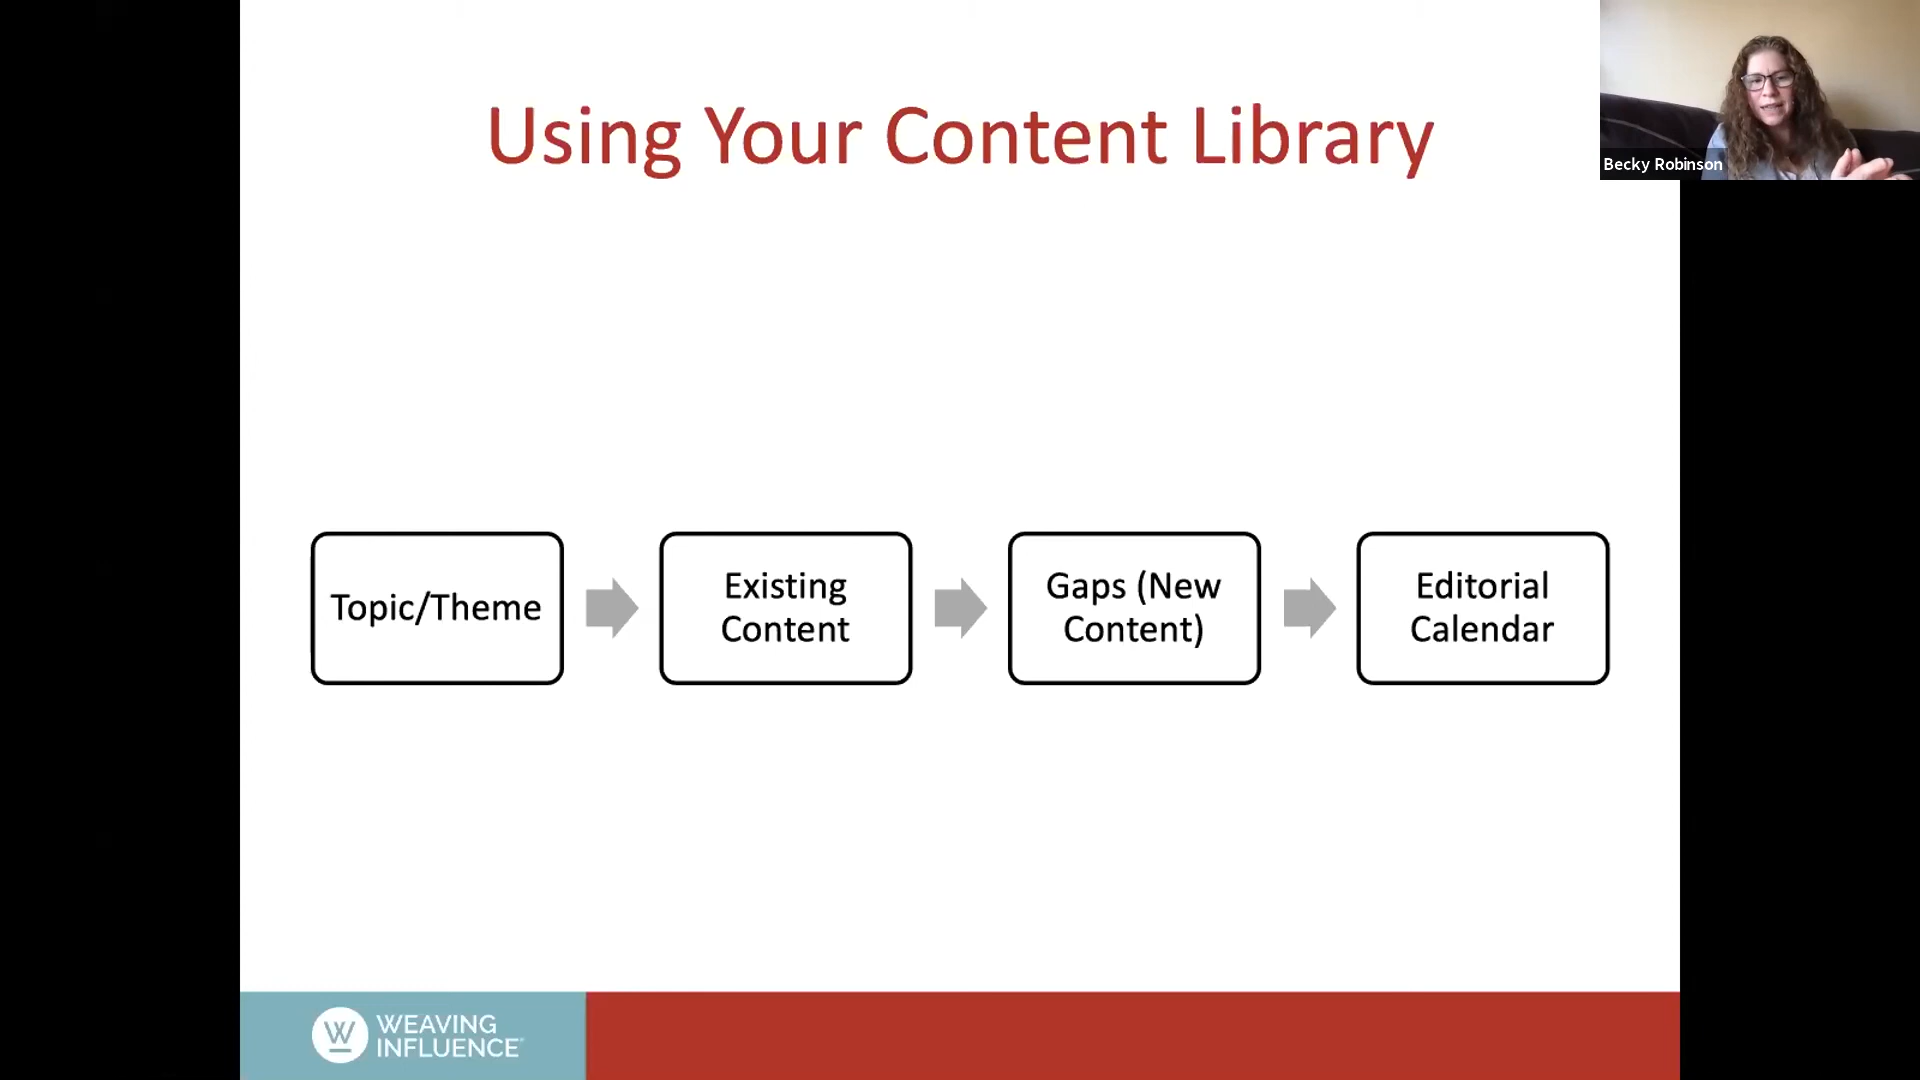 Using Your Content Library
Becky Robinson
Topic/Theme
Existing
Content
Gaps (New
Content)
Editorial
Calendar
W
WEAVING
INFLUENCE